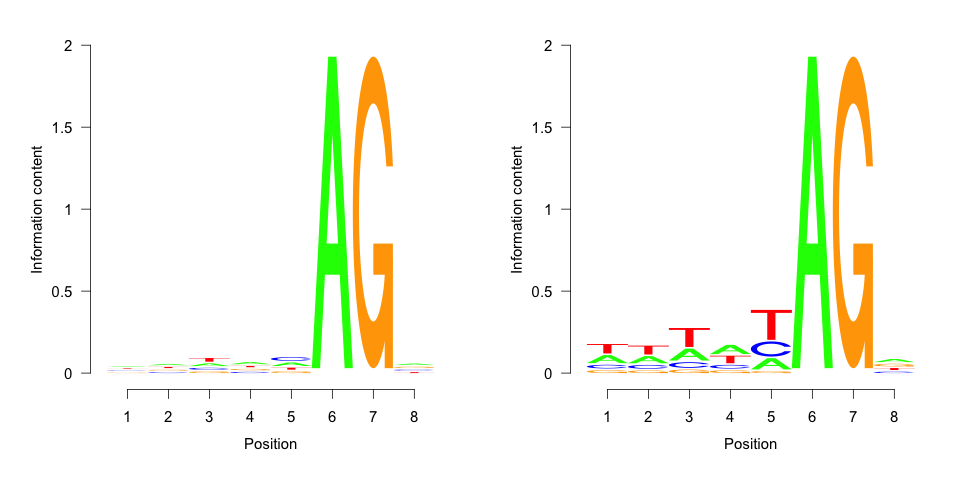 2
1.5
1
0.5
0
Information content
AG
1 2 3 4 5 6 7 8
Position
2
1.5
1
0.5
0
Information content
T T T A T A G A
A A A T C
C C C C A
1 2 3 4 5 6 7 8
Position